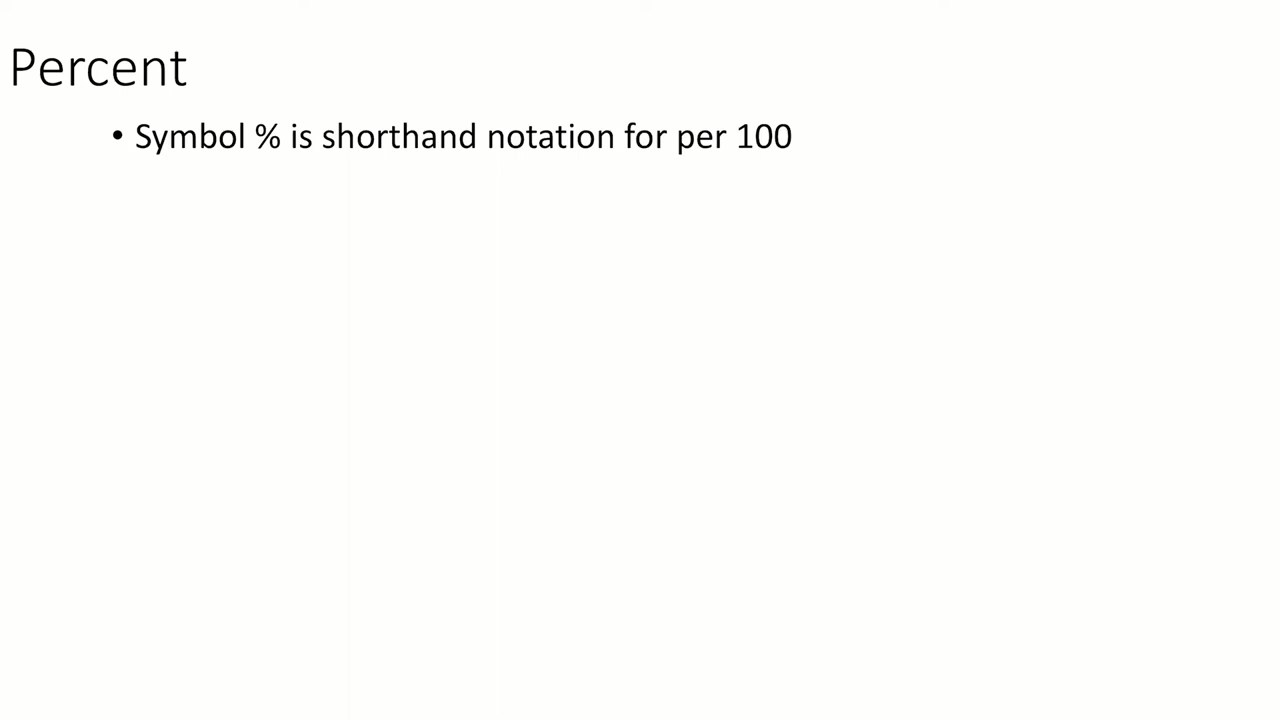 Percent
• Symbol % is shorthand notation for per 100